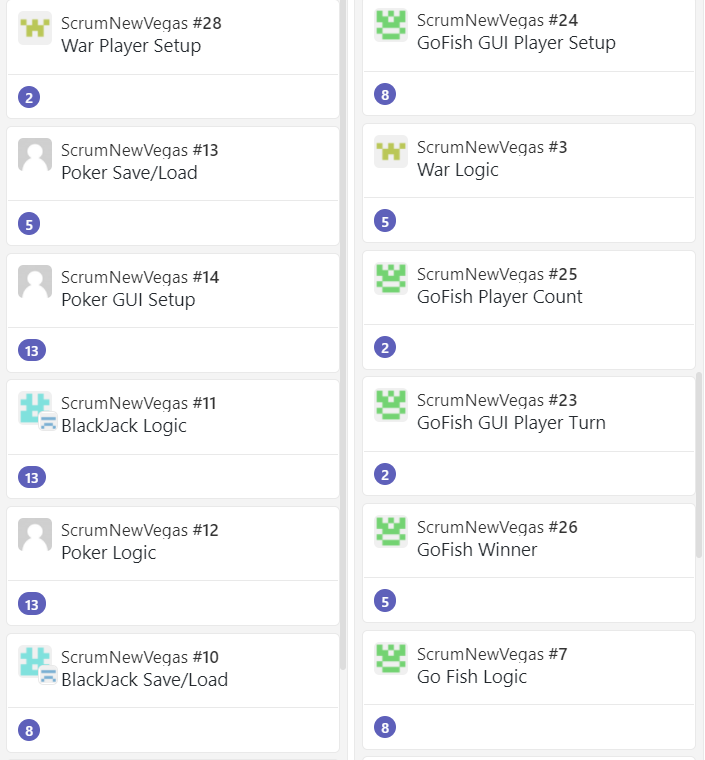 ScrumNewVegas #28
War Player Setup
2
ScrumNewVegas #13
Poker Save/Load
5
ScrumNewVegas #14
Poker GUI Setup
13
ScrumNewVegas #11
BlackJack Logic
13
ScrumNewVegas #12
Poker Logic
13
ScrumNewVegas #10
BlackJack Save/Load
8
ScrumNewVegas #24
GoFish GUI Player Setup
8
ScrumNewVegas #3
War Logic
5
ScrumNewVegas #25
GoFish Player Count
2
ScrumNewVegas #23
GoFish GUI Player Turn
2
ScrumNewVegas #26
GoFish Winner
5
ScrumNewVegas #7
Go Fish Logic
8